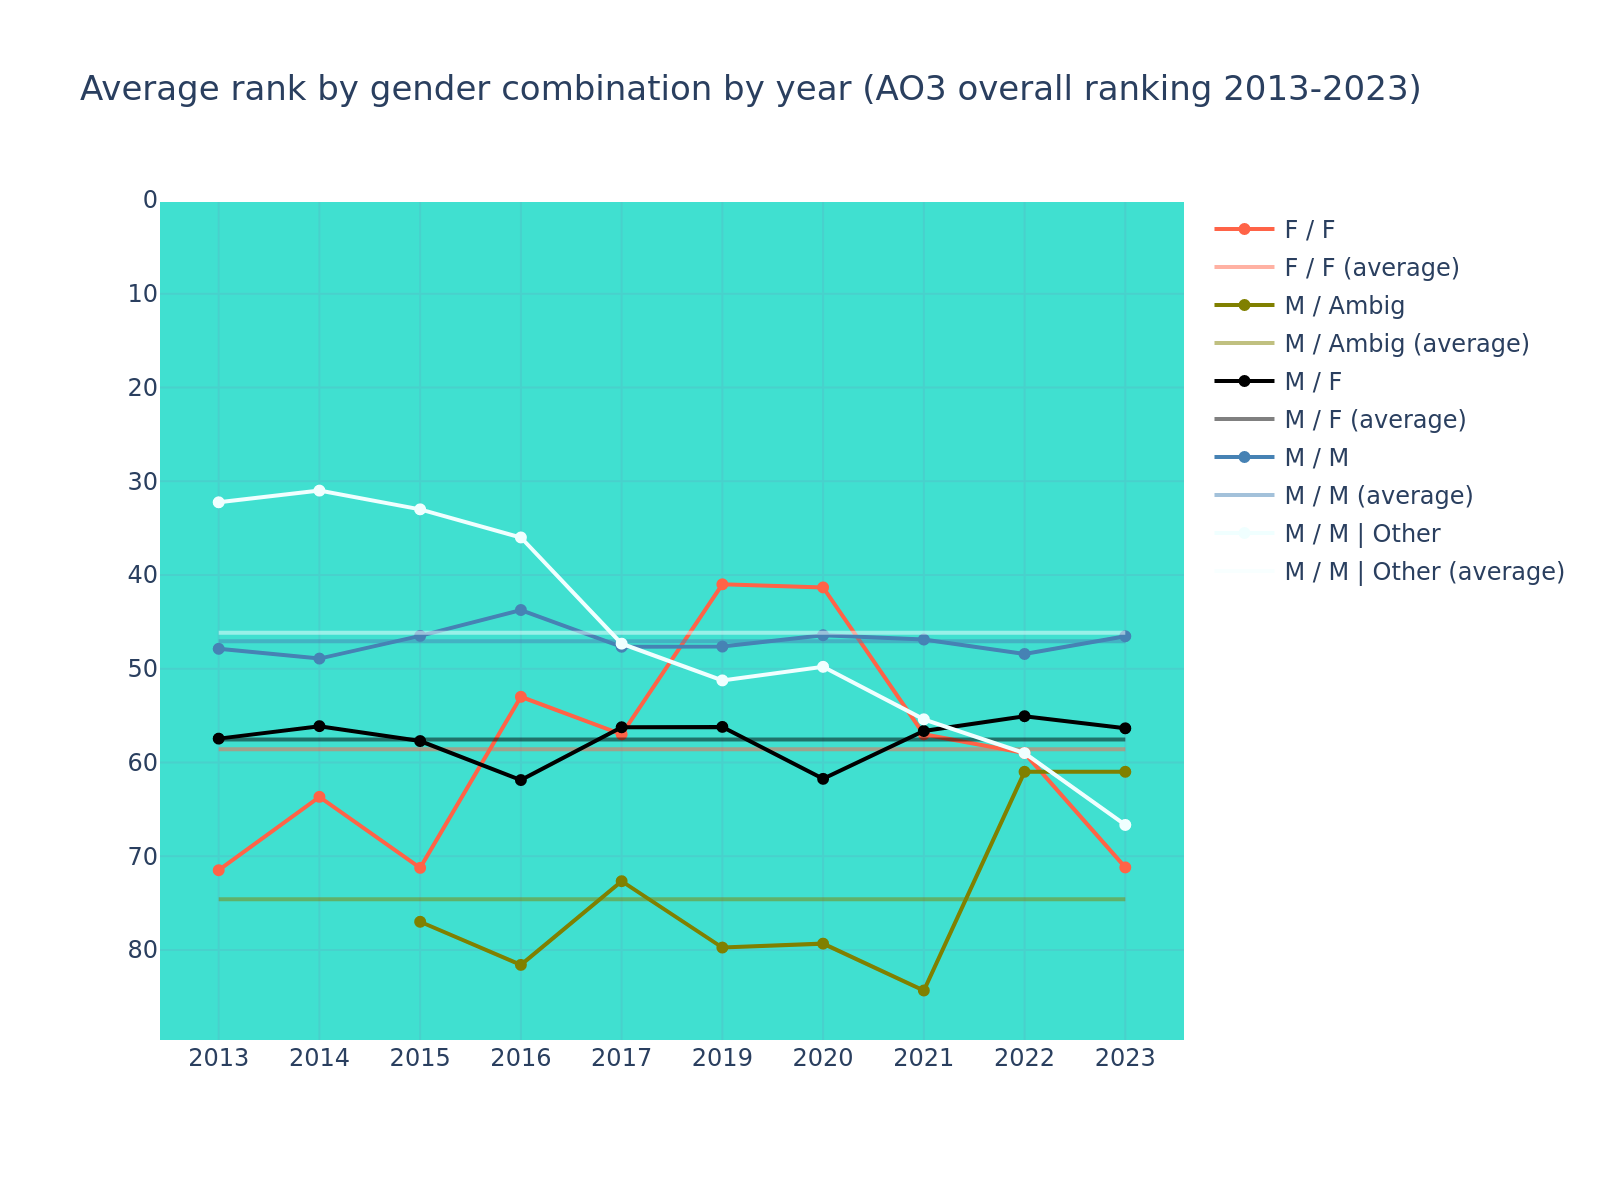 Average rank by gender combination by year (AO3 overall ranking 2013-2023)
0
10
20
30
40
50
60
70
80
2013 2014 2015 2016 2017 2019 2020 2021 2022 2023
F / F
F / F (average)
M / Ambig
M / Ambig (average)
M / F
M / F (average)
M / M
M / M (average)
M / M | Other
M / M | Other (average)